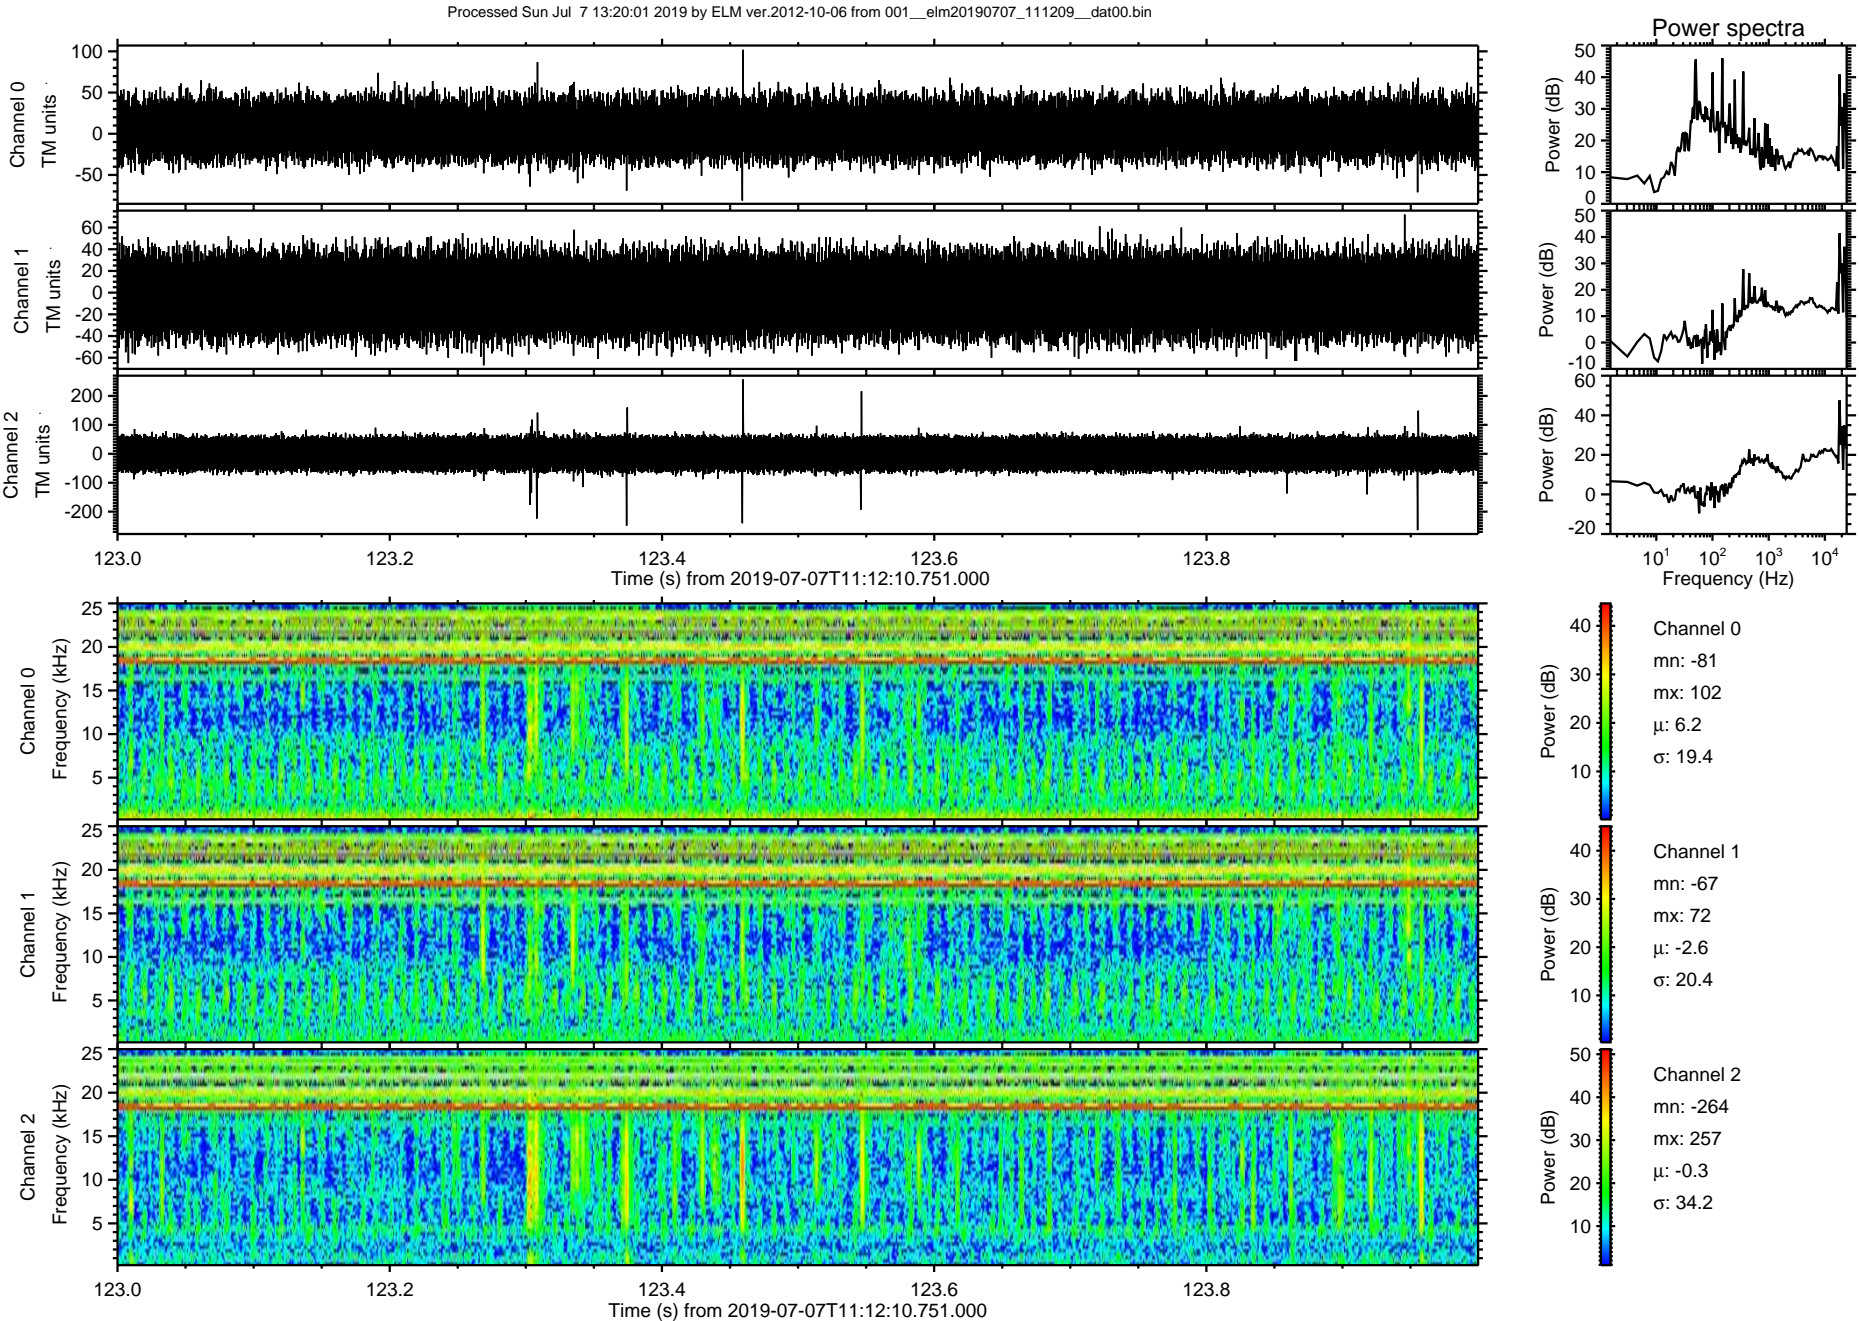 Processed Sun Jul  7 13:20:01 2019 by ELM ver.2012-10-06 from 001__elm20190707_111209__dat00.bin
Power spectra
Channel 0
TM units
100
50
0
-50
Power (dB)
50
40
30
20
10
0
Channel 1
TM units
60
40
20
0
-20
-40
-60
Power (dB)
50
40
30
20
10
0
-10
Channel 2
TM units
200
100
0
-100
-200
Power (dB)
60
40
20
0
-20
123.0 123.2 123.4 123.6 123.8
Time (s) from 2019-07-07T11:12:10.751.000
10^1 10^2 10^3 10^4
Frequency (Hz)
Channel 0
Frequency (kHz)
25
20
15
10
5
Power (dB)
40
30
20
10
Channel 0
mn: -81
mx: 102
μ: 6.2
σ: 19.4
Channel 1
Frequency (kHz)
25
20
15
10
5
Power (dB)
40
30
20
10
Channel 1
mn: -67
mx: 72
μ: -2.6
σ: 20.4
Channel 2
Frequency (kHz)
25
20
15
10
5
Power (dB)
50
40
30
20
10
Channel 2
mn: -264
mx: 257
μ: -0.3
σ: 34.2
123.0 123.2 123.4 123.6 123.8
Time (s) from 2019-07-07T11:12:10.751.000